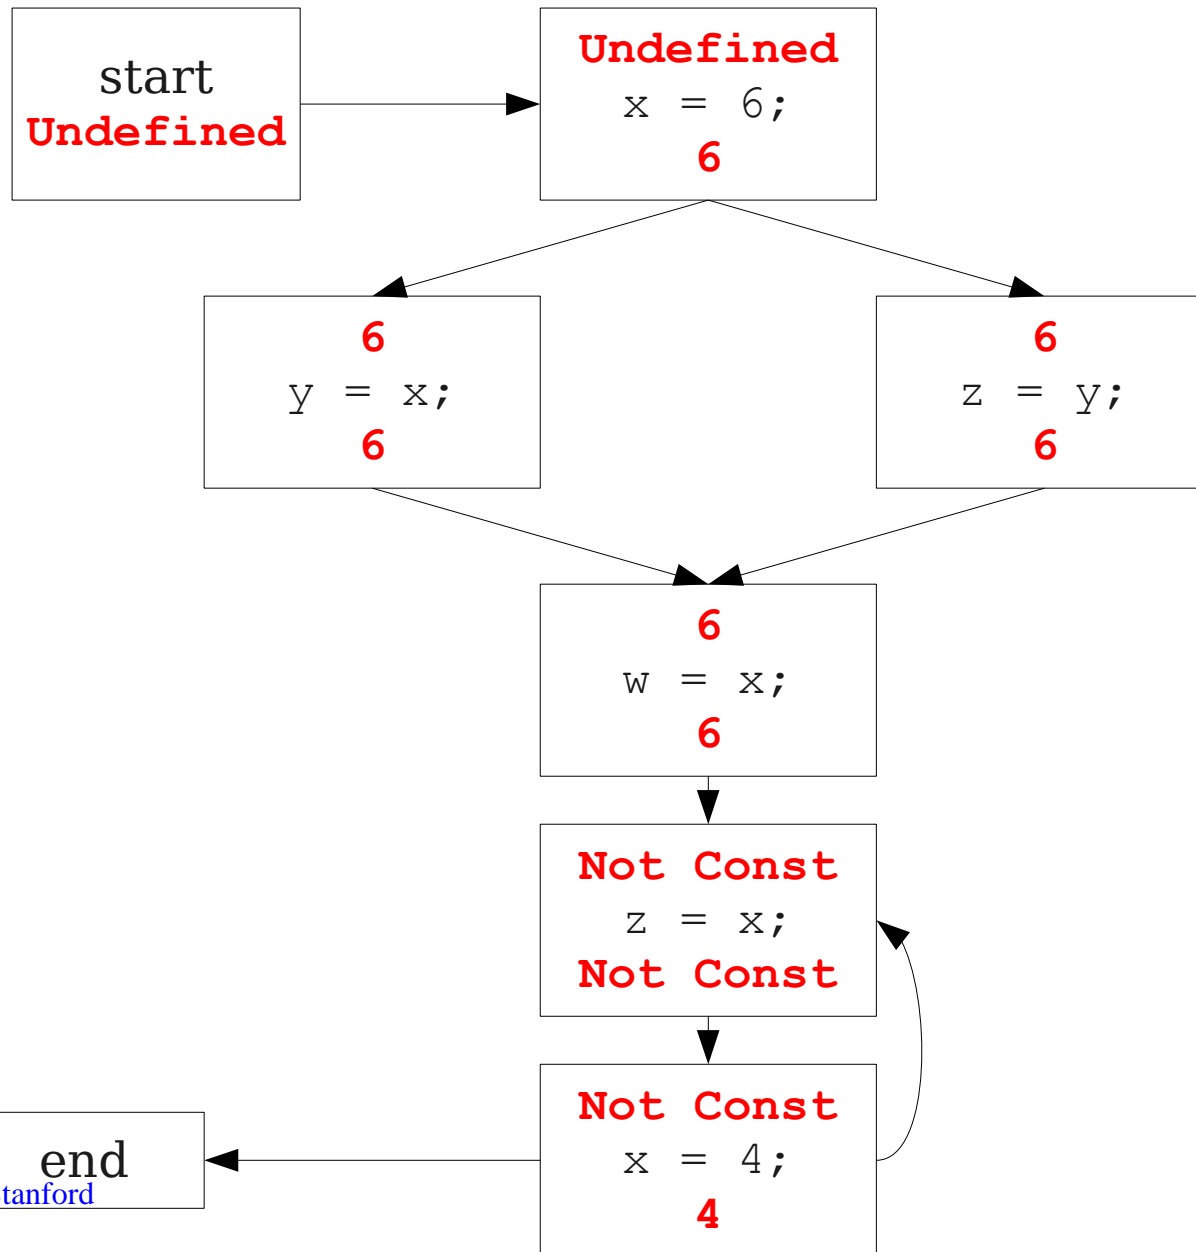 start
Undefined
Undefined
x = 6;
6
6
y = x;
6
6
z = y;
6
6
w = x;
6
Not Const
z = x;
Not Const
Not Const
x = 4;
4
end
tanford